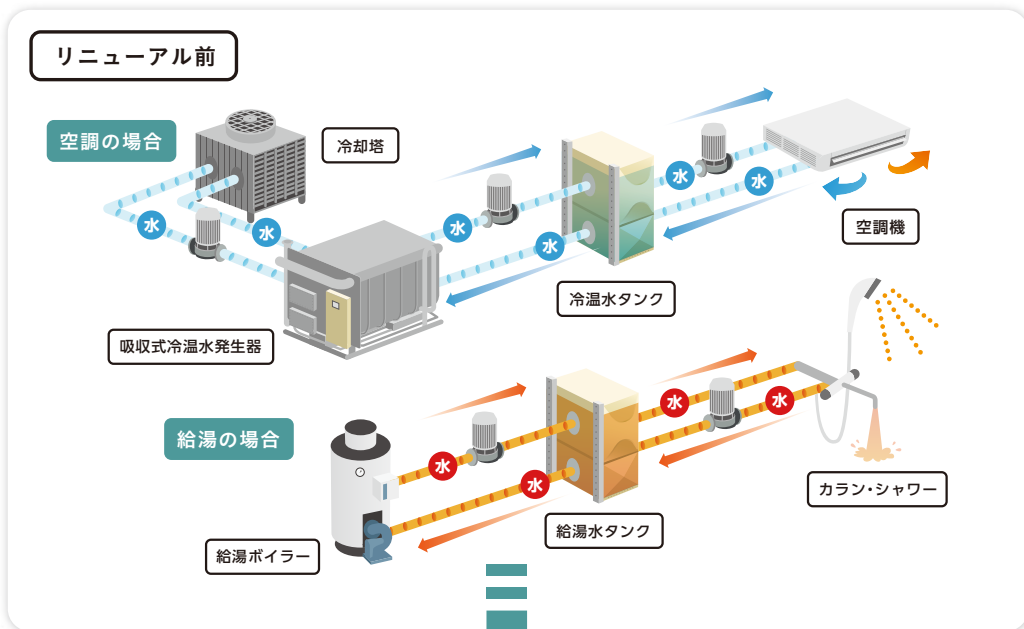 リニューアル前
空調の場合
冷却塔
水
水
水
水
水
水
空調機
冷温水タンク
吸収式冷温水発生器
給湯の場合
水
水
水
水
カラン・シャワー
給湯水タンク
給湯ボイラー